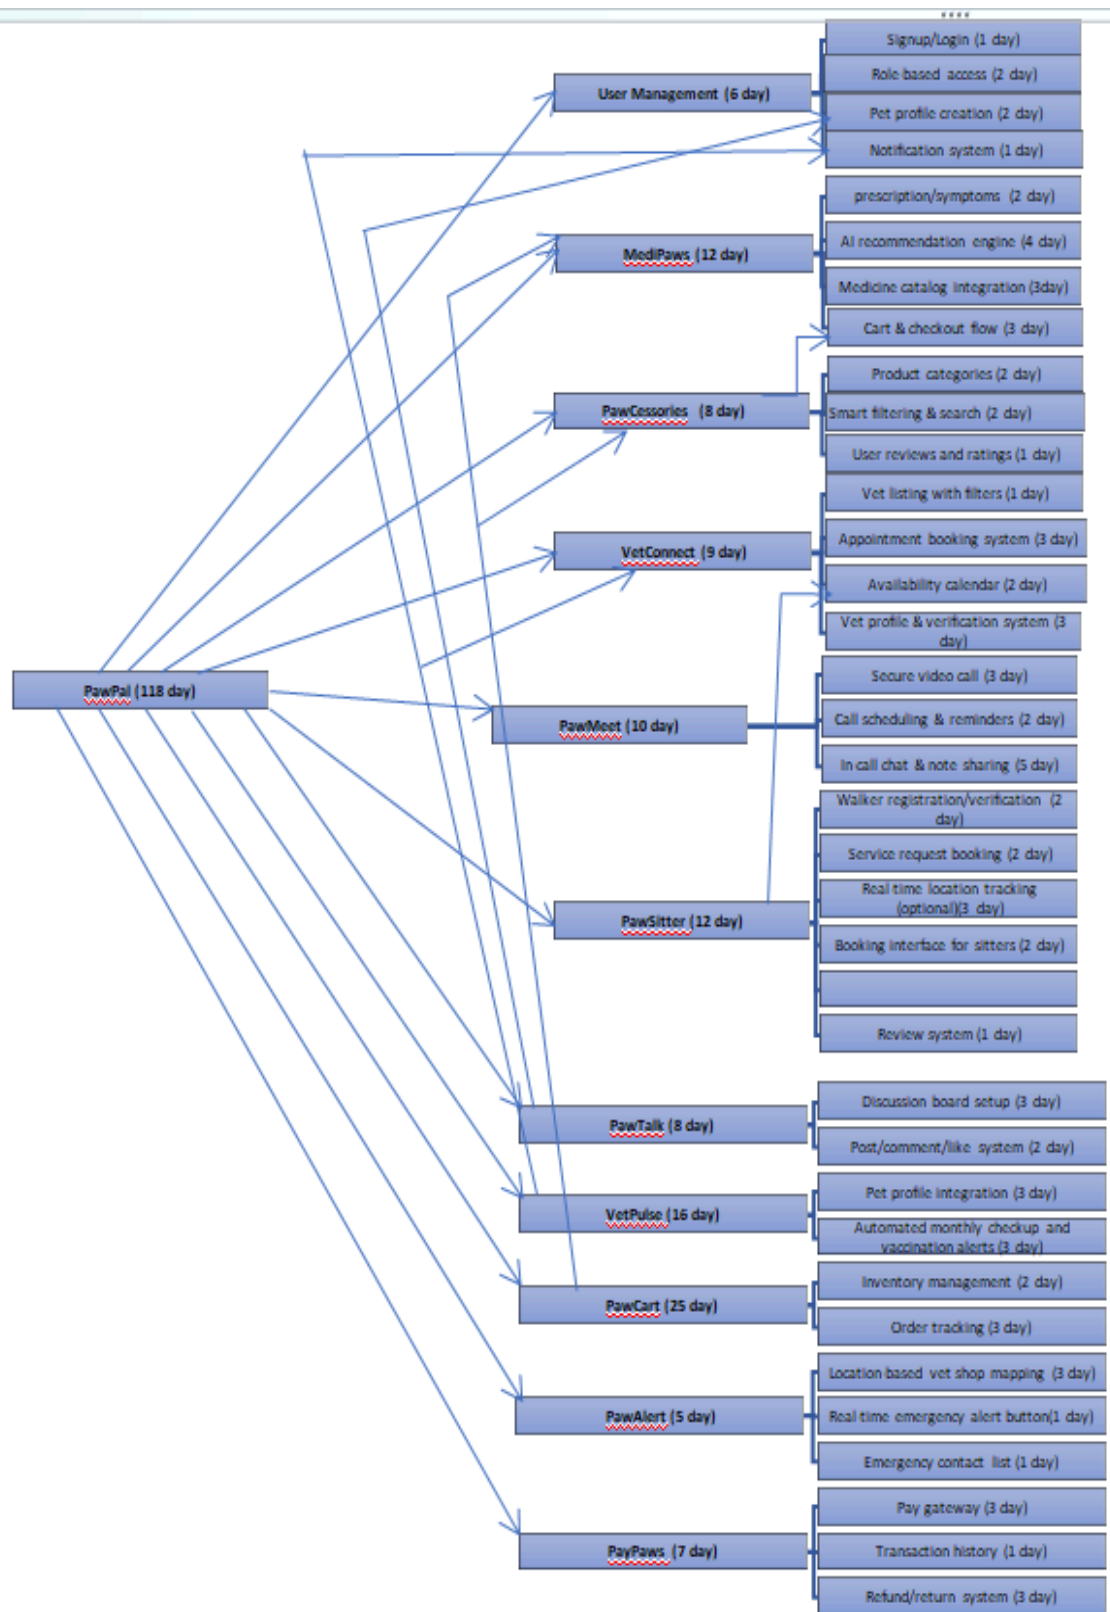 Signup/Login (1 day)
Role based access (2 day)
User Management (6 day)
Pet profile creation (2 day)
Notification system (1 day)
prescription/symptoms (2 day)
AI recommendation engine (4 day)
MediPaws (12 day)
Medicine catalog integration (3day)
Cart & checkout flow (3 day)
Product categories (2 day)
PawCessories (8 day)
Smart filtering & search (2 day)
User reviews and ratings (1 day)
Vet listing with filters (1 day)
Appointment booking system (3 day)
VetConnect (9 day)
Availability calendar (2 day)
Vet profile & verification system (3
day)
PawPal (118 day)
Secure video call (3 day)
Call scheduling & reminders (2 day)
PawMeet (10 day)
In call chat & note sharing (5 day)
Walker registration/verification (2
day)
Service request booking (2 day)
Real time location tracking
(optional)(3 day)
PawSitter (12 day)
Booking interface for sitters (2 day)
Review system (1 day)
Discussion board setup (3 day)
PawTalk (8 day)
Post/comment/like system (2 day)
Pet profile integration (3 day)
VetPulse (16 day)
Automated monthly checkup and
vaccination alerts (3 day)
Inventory management (2 day)
PawCart (25 day)
Order tracking (3 day)
Location based vet shop mapping (3 day)
PawAlert (5 day)
Real time emergency alert button(1 day)
Emergency contact list (1 day)
Pay gateway (3 day)
PayPaws (7 day)
Transaction history (1 day)
Refund/return system (3 day)